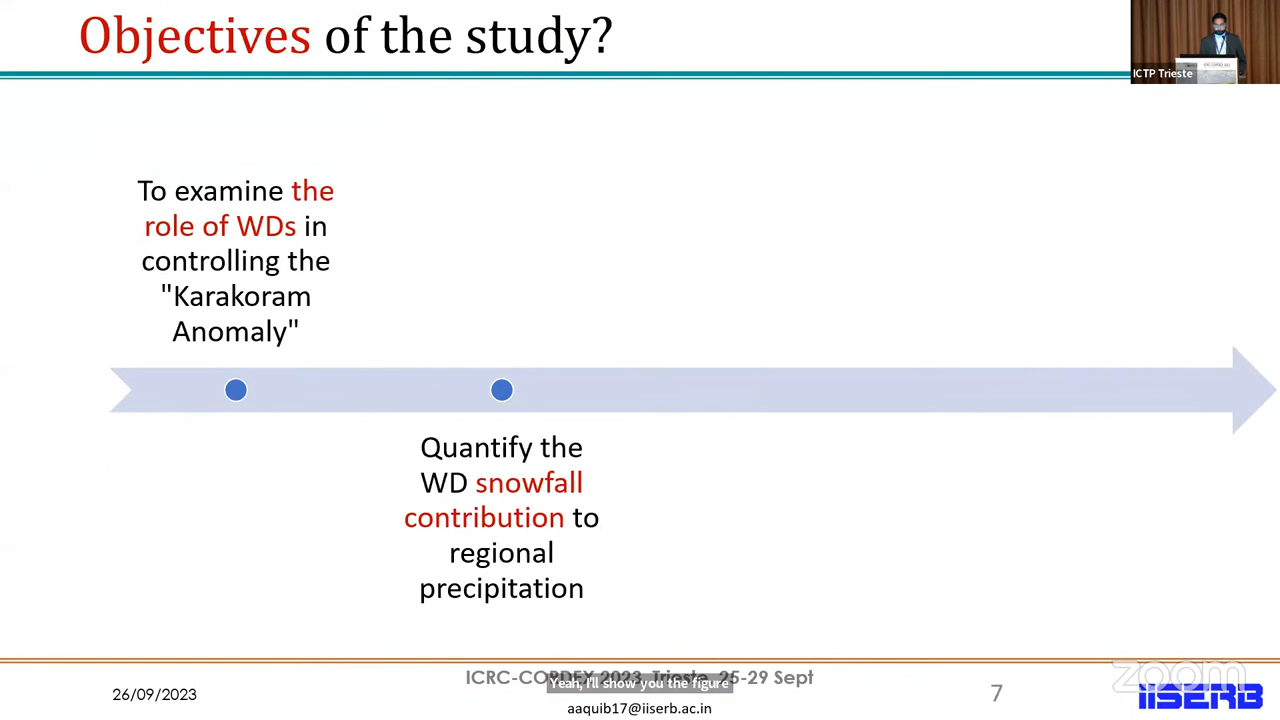 Objectives of the study?
ICTP Trieste
To examine the
role of WDs in
controlling the
"Karakoram
Anomaly"
Quantify the
WD snowfall
contribution to
regional
precipitation
ICRC-CORDEX 2023, Trieste, 25-29 Sept
Yeah, I'll show you the figure
26/09/2023
aaquib17@iiserb.ac.in
7
zoom
IISERB